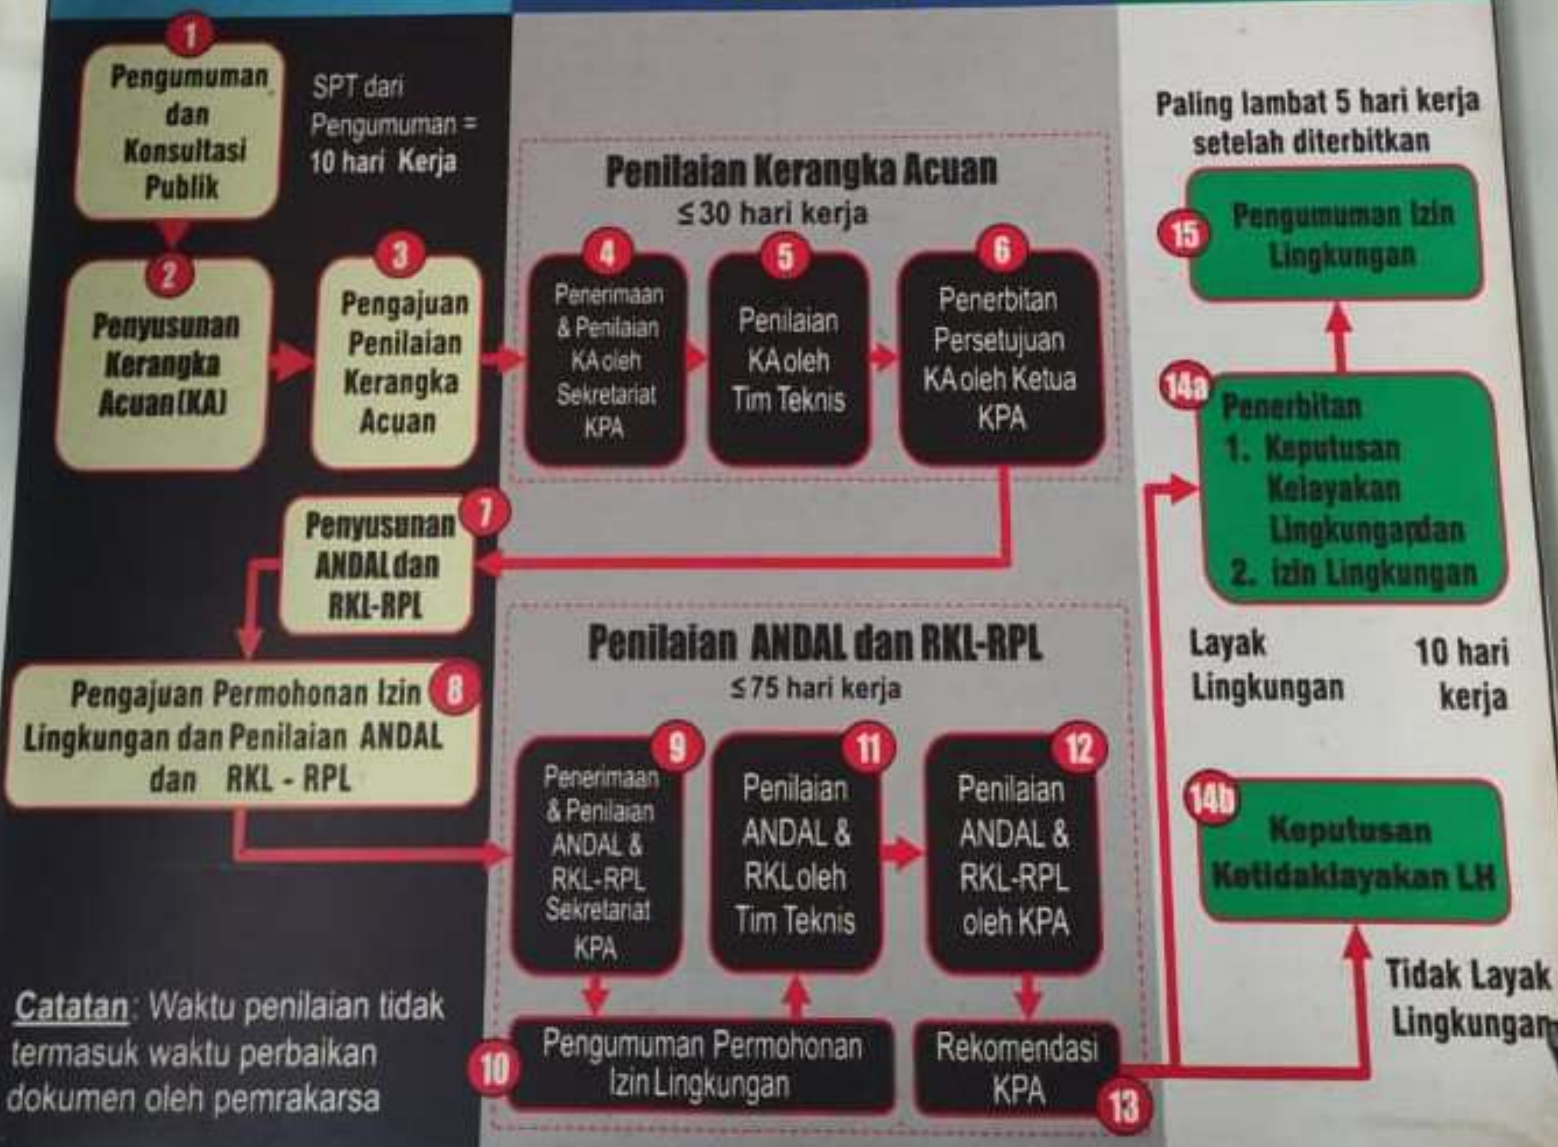 1
Pengumuman
dan
Konsultasi
Publik
SPT dari
Pengumuman =
10 hari Kerja
2
Penyusunan
Kerangka
Acuan (KA)
3
Pengajuan
Penilaian
Kerangka
Acuan
Penilaian Kerangka Acuan
≤ 30 hari kerja
4
Penerimaan
& Penilaian
KA oleh
Sekretariat
KPA
5
Penilaian
KA oleh
Tim Teknis
6
Penerbitan
Persetujuan
KA oleh Ketua
KPA
7
Penyusunan
ANDAL dan
RKL-RPL
8
Pengajuan Permohonan Izin
Lingkungan dan Penilaian ANDAL
dan RKL - RPL
Penilaian ANDAL dan RKL-RPL
≤ 75 hari kerja
9
Penerimaan
& Penilaian
ANDAL &
RKL-RPL
Sekretariat
KPA
10
Pengumuman Permohonan
Izin Lingkungan
11
Penilaian
ANDAL &
RKL oleh
Tim Teknis
12
Penilaian
ANDAL &
RKL-RPL
oleh KPA
Rekomendasi
KPA
13
Paling lambat 5 hari kerja
setelah diterbitkan
15
Pengumuman Izin
Lingkungan
14a
Penerbitan
1. Keputusan
Kelayakan
Lingkungan dan
2. izin Lingkungan
Layak
Lingkungan
10 hari
kerja
14b
Keputusan
Ketidaklayakan LH
Tidak Layak
Lingkungan
Catatan: Waktu penilaian tidak
termasuk waktu perbaikan
dokumen oleh pemrakarsa